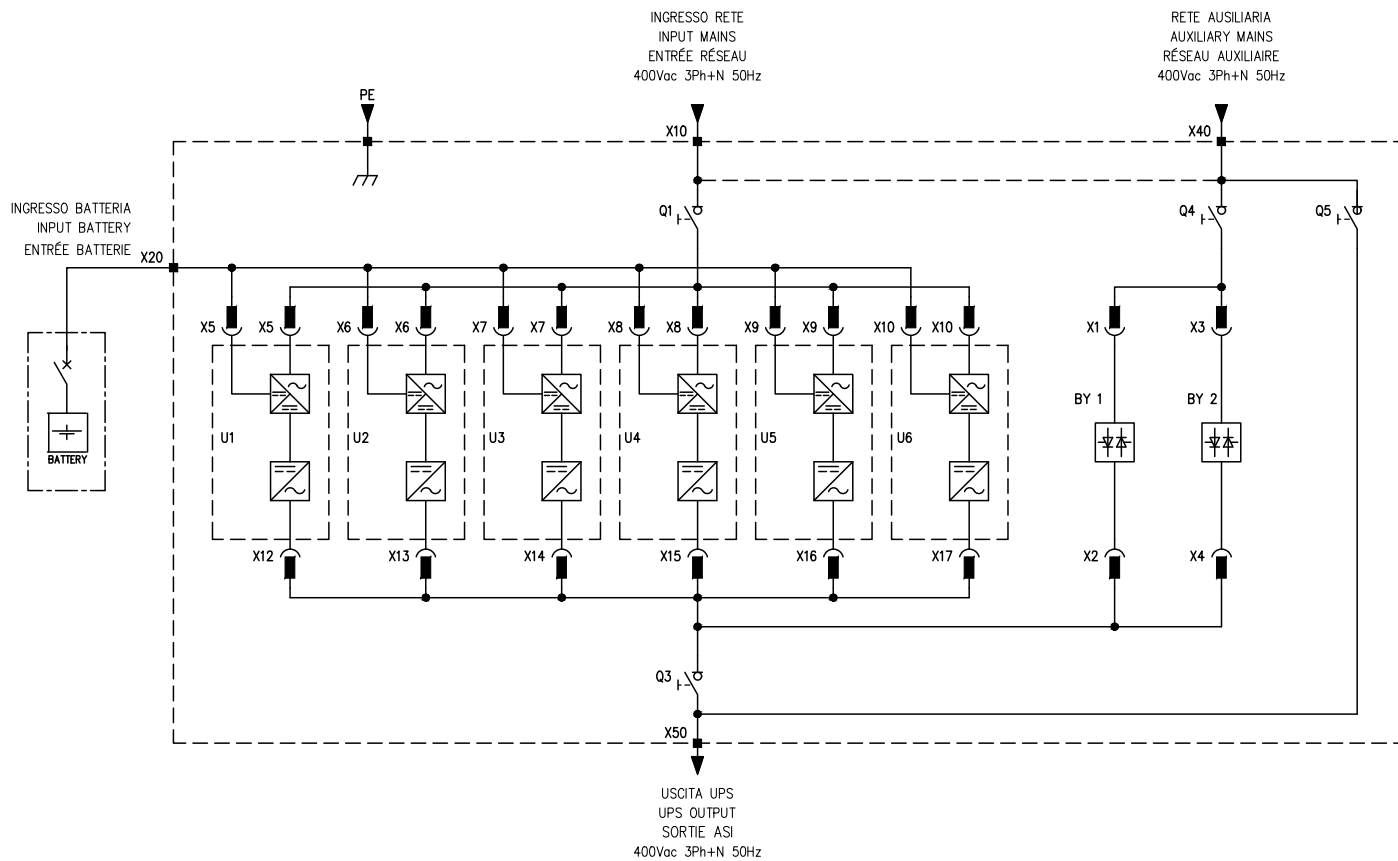 INGRESSO RETE
INPUT MAINS
ENTRÉE RÉSEAU
400Vac 3Ph+N 50Hz
RETE AUSILIARIA
AUXILIARY MAINS
RÉSEAU AUXILIAIRE
400Vac 3Ph+N 50Hz
PE
X10
X40
INGRESSO BATTERIA
INPUT BATTERY
ENTRÉE BATTERIE
X20
Q1
Q4
Q5
X5
X5
X6
X6
X7
X7
X8
X8
X9
X9
X10
X10
X1
X3
BATTERY
U1
U2
U3
U4
U5
U6
BY 1
BY 2
X12
X13
X14
X15
X16
X17
X2
X4
Q3
X50
USCITA UPS
UPS OUTPUT
SORTIE ASI
400Vac 3Ph+N 50Hz